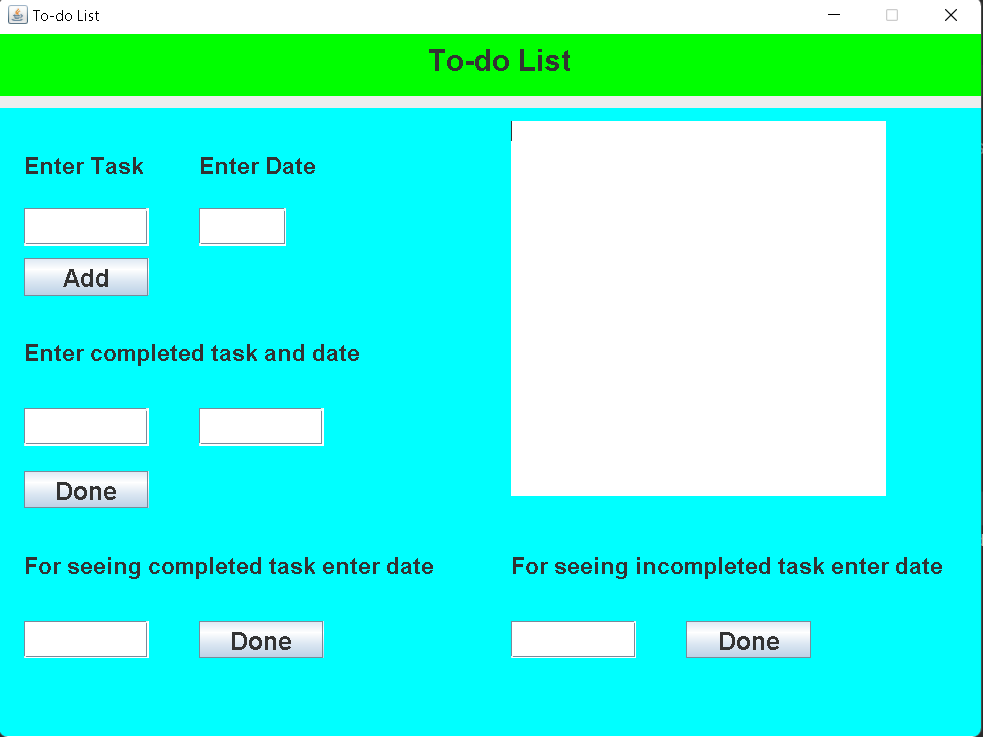 To-do List
To-do List
Enter Task
Enter Date
Add
Enter completed task and date
Done
For seeing completed task enter date
Done
For seeing incompleted task enter date
Done